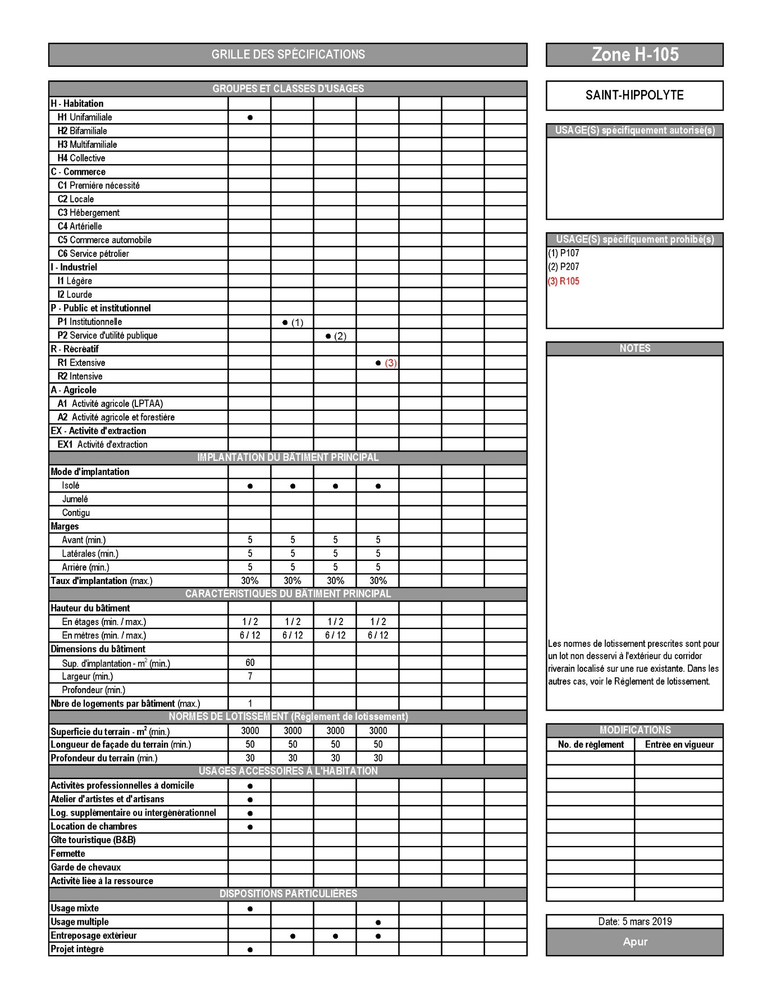 GRILLE DES SPÉCIFICATIONS
Zone H-105
GROUPES ET CLASSES D'USAGES
H - Habitation
H1 Unifamiliale ●
H2 Bifamiliale
H3 Multifamiliale
H4 Collective
C - Commerce
C1 Première nécessité
C2 Locale
C3 Hébergement
C4 Artérielle
C5 Commerce automobile
C6 Service pétrolier
I - Industriel
I1 Légère
I2 Lourde
P - Public et institutionnel
P1 Institutionnelle ● (1)
P2 Service d'utilité publique ● (2)
R - Récréatif
R1 Extensive ● (3)
R2 Intensive
A - Agricole
A1 Activité agricole (LPTAA)
A2 Activité agricole et forestière
EX - Activité d'extraction
EX1 Activité d'extraction
IMPLANTATION DU BÂTIMENT PRINCIPAL
Mode d'implantation
Isolé ● ● ● ●
Jumelé
Contigu
Marges
Avant (min.) 5 5 5 5
Latérales (min.) 5 5 5 5
Arrière (min.) 5 5 5 5
Taux d'implantation (max.) 30% 30% 30% 30%
CARACTÉRISTIQUES DU BÂTIMENT PRINCIPAL
Hauteur du bâtiment
En étages (min. / max.) 1 / 2 1 / 2 1 / 2 1 / 2
En mètres (min. / max.) 6 / 12 6 / 12 6 / 12 6 / 12
Dimensions du bâtiment
Sup. d'implantation - m² (min.) 60
Largeur (min.) 7
Profondeur (min.)
Nbre de logements par bâtiment (max.) 1
NORMES DE LOTISSEMENT (Règlement de lotissement)
Superficie du terrain - m² (min.) 3000 3000 3000 3000
Longueur de façade du terrain (min.) 50 50 50 50
Profondeur du terrain (min.) 30 30 30 30
USAGES ACCESSOIRES À L'HABITATION
Activités professionnelles à domicile ●
Atelier d'artistes et d'artisans ●
Log. supplémentaire ou intergénérationnel ●
Location de chambres ●
Gîte touristique (B&B)
Fermette
Garde de chevaux
Activité liée à la ressource
DISPOSITIONS PARTICULIÈRES
Usage mixte ●
Usage multiple ●
Entreposage extérieur ● ● ●
Projet intégré ●
SAINT-HIPPOLYTE
USAGE(S) spécifiquement autorisé(s)
USAGE(S) spécifiquement prohibé(s)
(1) P107
(2) P207
(3) R105
NOTES
Les normes de lotissement prescrites sont pour
un lot non desservi à l'extérieur du corridor
riverain localisé sur une rue existante. Dans les
autres cas, voir le Règlement de lotissement.
MODIFICATIONS
No. de règlement Entrée en vigueur
Date: 5 mars 2019
Apur